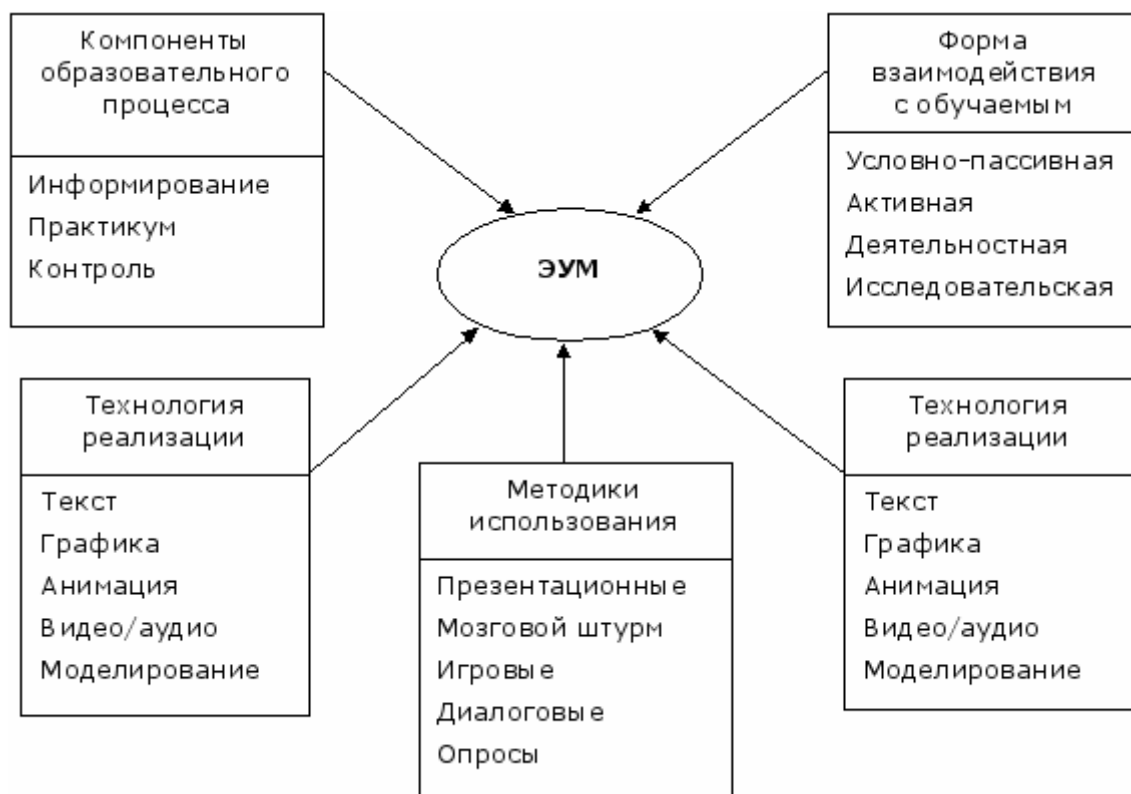 Компоненты
образовательного
процесса
Информирование
Практикум
Контроль
Форма
взаимодействия
с обучаемым
Условно-пассивная
Активная
Деятельностная
Исследовательская
ЭУМ
Технология
реализации
Текст
Графика
Анимация
Видео/аудио
Моделирование
Методики
использования
Презентационные
Мозговой штурм
Игровые
Диалоговые
Опросы
Технология
реализации
Текст
Графика
Анимация
Видео/аудио
Моделирование